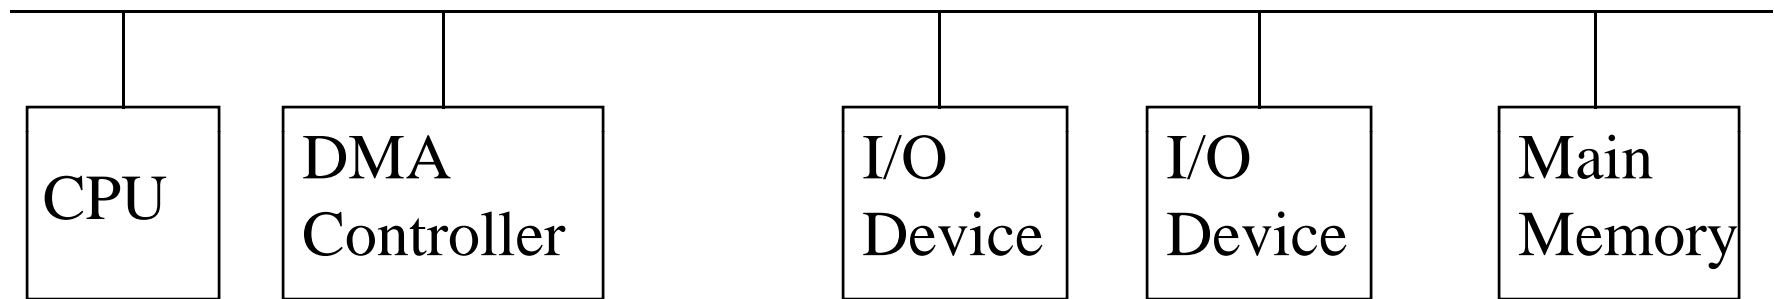 CPU
DMA
Controller
I/O
Device
I/O
Device
Main
Memory